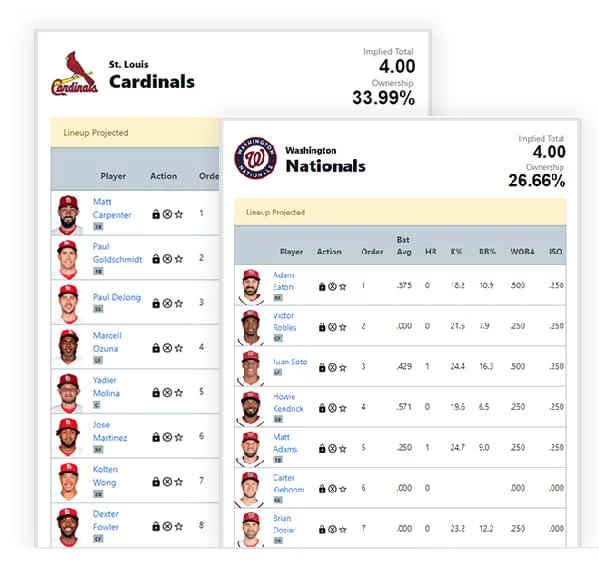 St. Louis
Cardinals
Cardinals
Implied Total
4.00
Ownership
33.99%
Lineup Projected
Player Action Orde
Matt
Carpenter 1
3B
Paul
Goldschmidt 2
1B
Paul DeJong 3
SS
Marcell
Ozuna 4
LF
Yadier
Molina 5
C
Jose
Martinez 6
RF
Kolten
Wong 7
2B
Dexter
Fowler 8
CF
WASHINGTON
NATIONALS
Washington
Nationals
Implied Total
4.00
Ownership
26.66%
Lineup Projected
Player Action Order Bat Avg HR K% BB% WOBA ISO
Adam
Eaton 1 .375 0 18.2 10.9 .500 .250
Victor
Robles 2 .000 0 21.5 7.9 .250 .250
CF
Juan Soto 3 .429 1 24.4 16.3 .500 .250
LF
Howie
Kendrick 4 .571 0 19.6 6.5 .250 .250
Matt
Adams 5 .250 1 24.7 9.0 .250 .250
1B
Carter
Kieboom 6 .000 0 .000 .000
SS
Brian
Dozier 7 .000 0 23.2 12.2 .250 .250